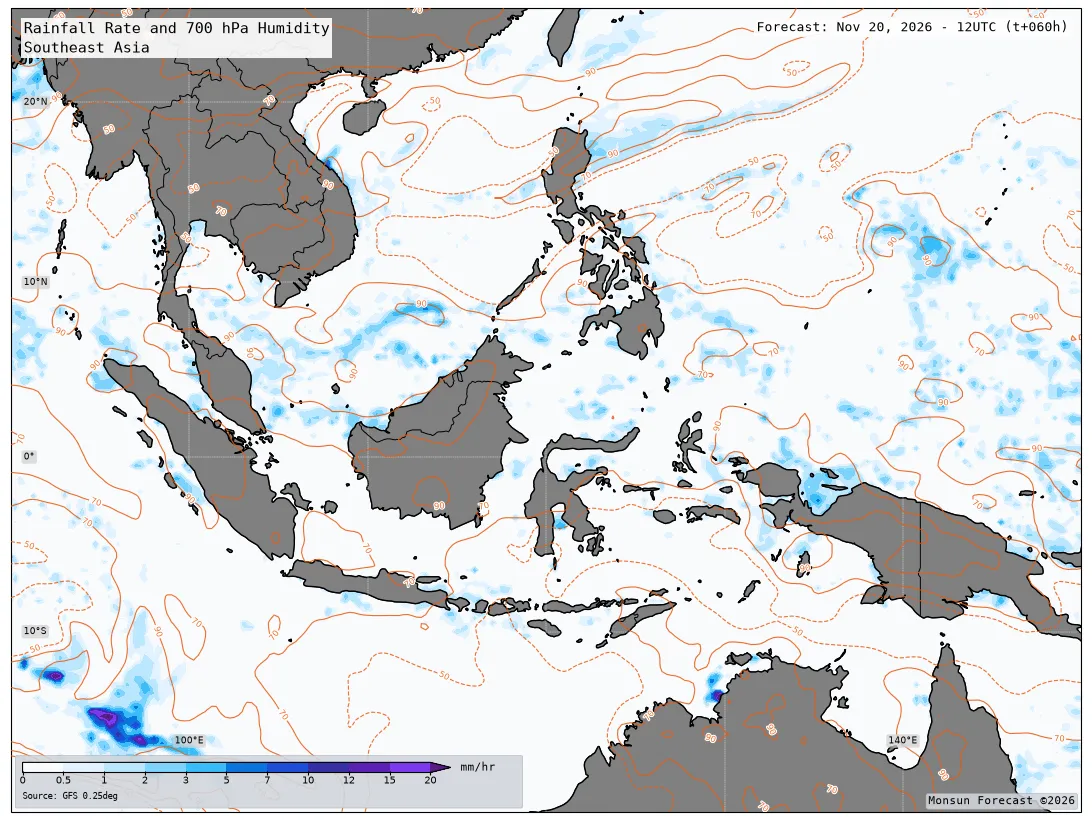 Rainfall Rate and 700 hPa Humidity
Southeast Asia
Forecast: Nov 20, 2026 - 12UTC (t+060h)
20°N
10°N
0°
10°S
100°E
140°E
0 0.5 1 2 3 5 7 10 12 15 20 mm/hr
Source: GFS 0.25deg
Monsun Forecast ©2026